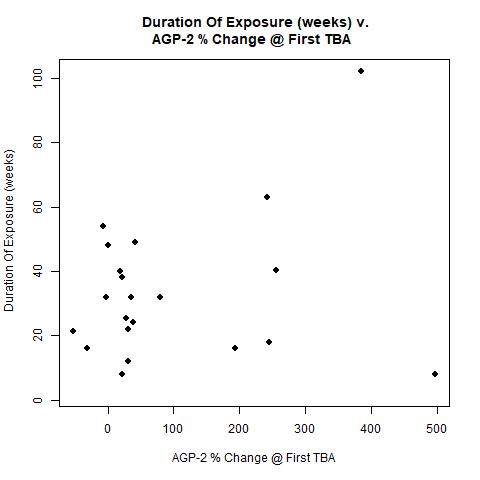 Duration Of Exposure (weeks) v.
AGP-2 % Change @ First TBA
Duration Of Exposure (weeks)
100
80
60
40
20
0
0 100 200 300 400 500
AGP-2 % Change @ First TBA